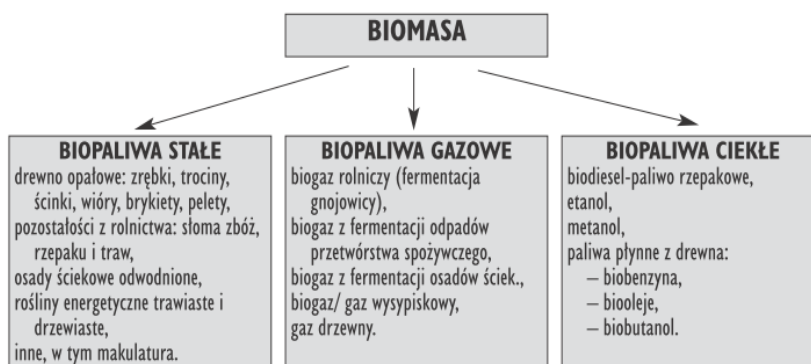 BIOMASA
BIOPALIWA STAŁE
drewno opałowe: zrębki, trociny,
ścinki, wióry, brykiety, pelety,
pozostałości z rolnictwa: słoma zbóż,
rzepaku i traw,
osady ściekowe odwodnione,
rośliny energetyczne trawiaste i
drzewiaste,
inne, w tym makulatura.
BIOPALIWA GAZOWE
biogaz rolniczy (fermentacja
gnojowicy),
biogaz z fermentacji odpadów
przetwórstwa spożywczego,
biogaz z fermentacji osadów ściek.,
biogaz/ gaz wysypiskowy,
gaz drzewny.
BIOPALIWA CIEKŁE
biodiesel-paliwo rzepakowe,
etanol,
metanol,
paliwa płynne z drewna:
– biobenzyna,
– biooleje,
– biobutanol.